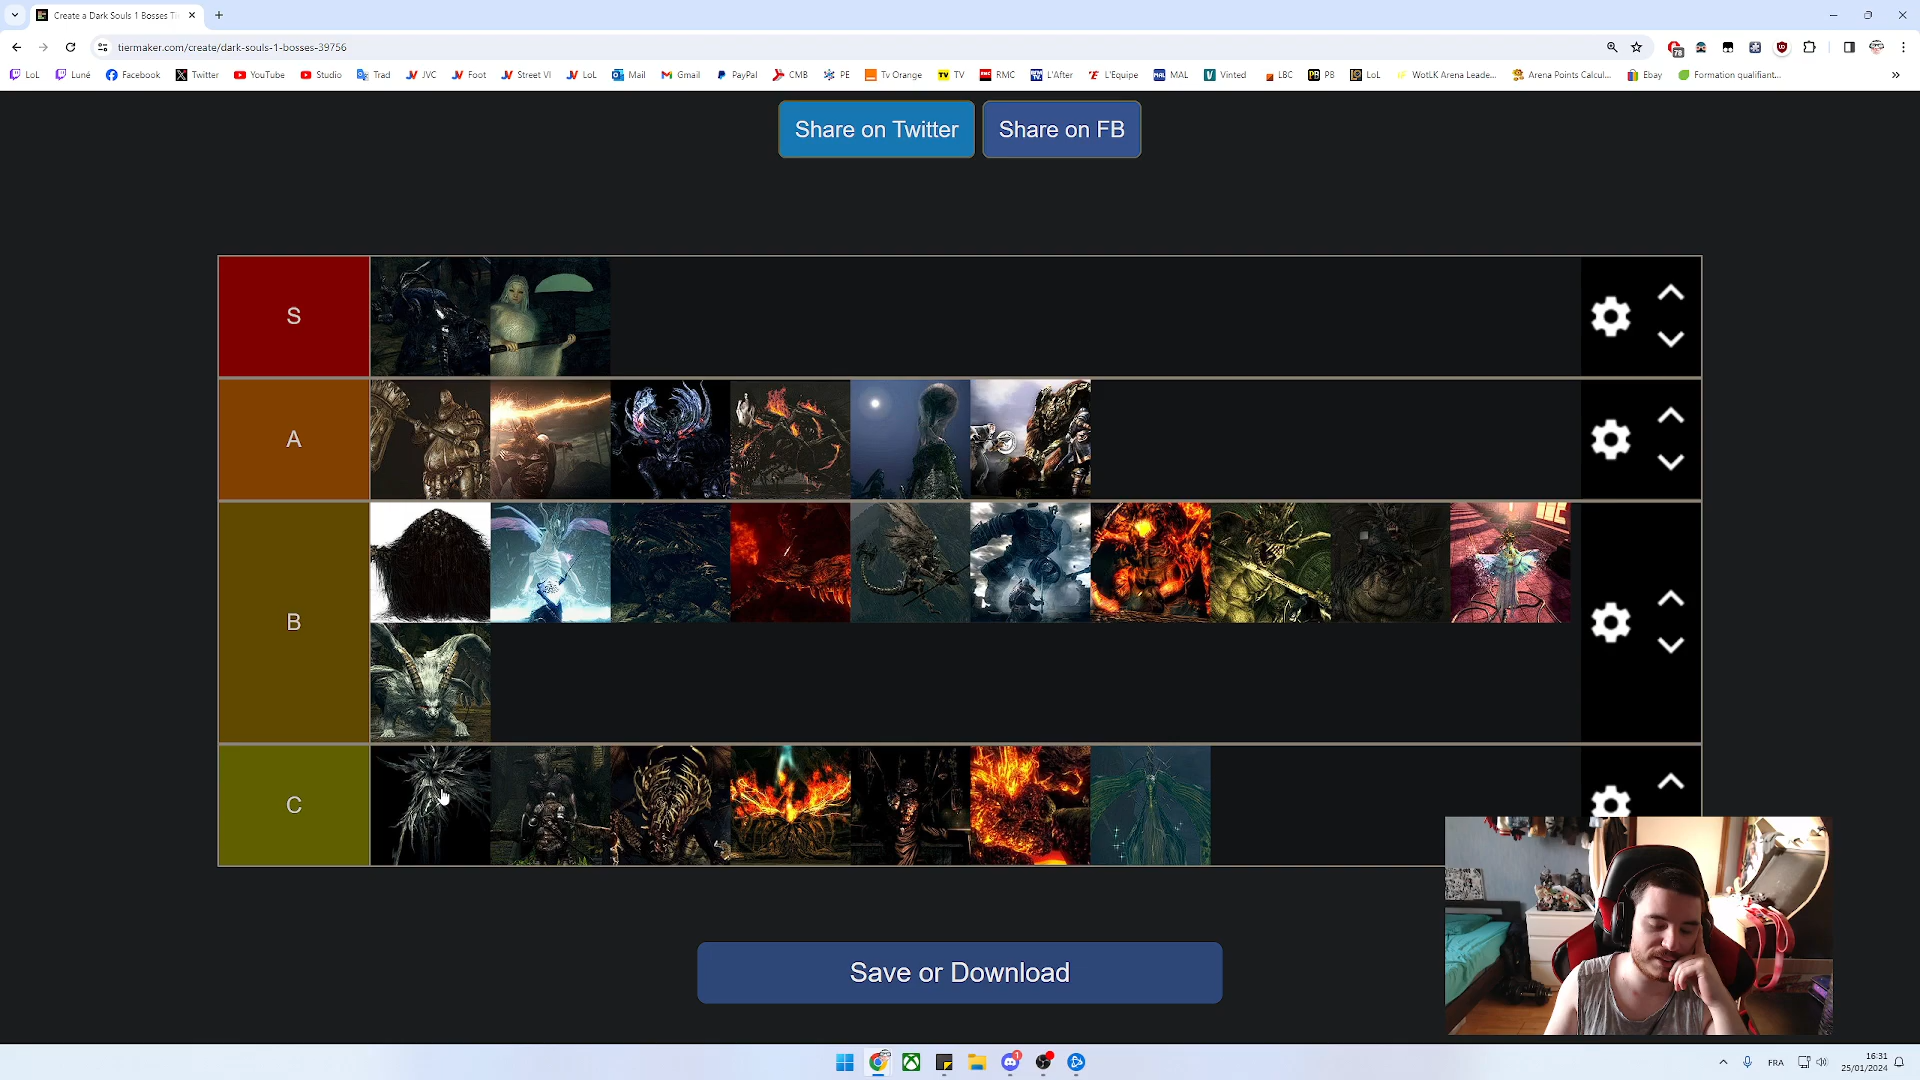 Create a Dark Souls 1 Bosses Ti
tiermaker.com/create/dark-souls-1-bosses-39756
78
LoL Luné Facebook Twitter YouTube Studio Trad JVC Foot Street VI LoL Mail Gmail PayPal CMB PE Tv Orange TV RMC L'After L'Equipe MAL Vinted LBC PB LoL WotLK Arena Leade... Arena Points Calcul... Ebay Formation qualifiant...
Share on Twitter Share on FB
S
A
B
C
Save or Download
1
FRA
16:31
25/01/2024